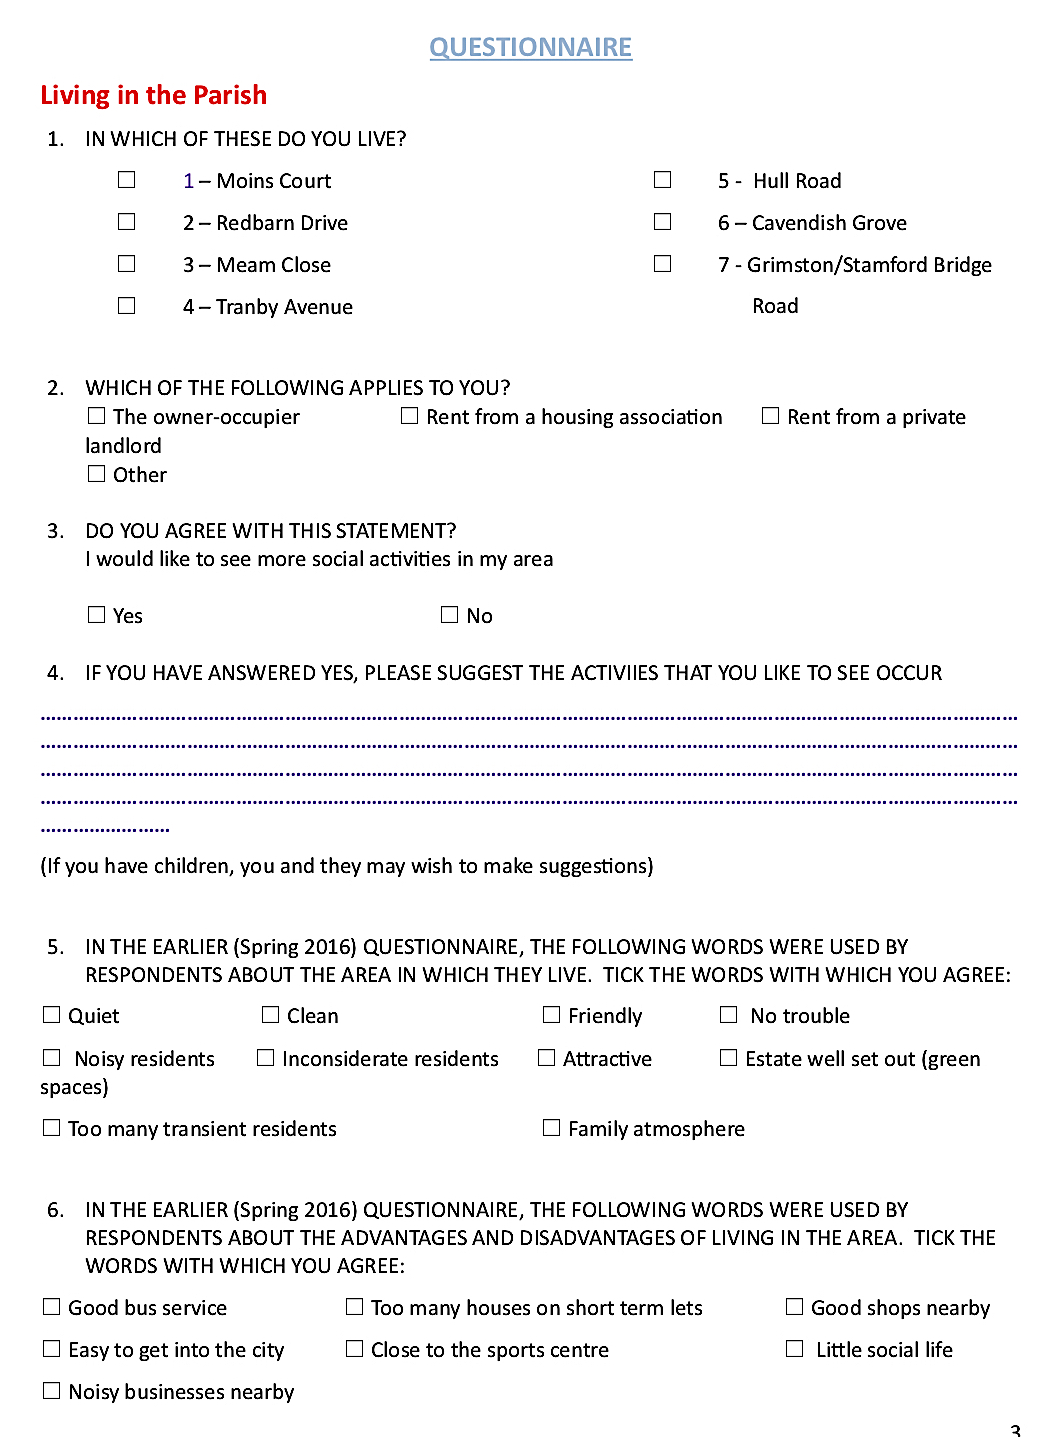 QUESTIONNAIRE
Living in the Parish
1. IN WHICH OF THESE DO YOU LIVE?
☐ 1 – Moins Court ☐ 5 - Hull Road
☐ 2 – Redbarn Drive ☐ 6 – Cavendish Grove
☐ 3 – Meam Close ☐ 7 - Grimston/Stamford Bridge
☐ 4 – Tranby Avenue Road
2. WHICH OF THE FOLLOWING APPLIES TO YOU?
☐ The owner-occupier ☐ Rent from a housing association ☐ Rent from a private
landlord
☐ Other
3. DO YOU AGREE WITH THIS STATEMENT?
I would like to see more social activities in my area
☐ Yes ☐ No
4. IF YOU HAVE ANSWERED YES, PLEASE SUGGEST THE ACTIVIIES THAT YOU LIKE TO SEE OCCUR
(If you have children, you and they may wish to make suggestions)
5. IN THE EARLIER (Spring 2016) QUESTIONNAIRE, THE FOLLOWING WORDS WERE USED BY
RESPONDENTS ABOUT THE AREA IN WHICH THEY LIVE. TICK THE WORDS WITH WHICH YOU AGREE:
☐ Quiet ☐ Clean ☐ Friendly ☐ No trouble
☐ Noisy residents ☐ Inconsiderate residents ☐ Attractive ☐ Estate well set out (green
spaces)
☐ Too many transient residents ☐ Family atmosphere
6. IN THE EARLIER (Spring 2016) QUESTIONNAIRE, THE FOLLOWING WORDS WERE USED BY
RESPONDENTS ABOUT THE ADVANTAGES AND DISADVANTAGES OF LIVING IN THE AREA. TICK THE
WORDS WITH WHICH YOU AGREE:
☐ Good bus service ☐ Too many houses on short term lets ☐ Good shops nearby
☐ Easy to get into the city ☐ Close to the sports centre ☐ Little social life
☐ Noisy businesses nearby
3